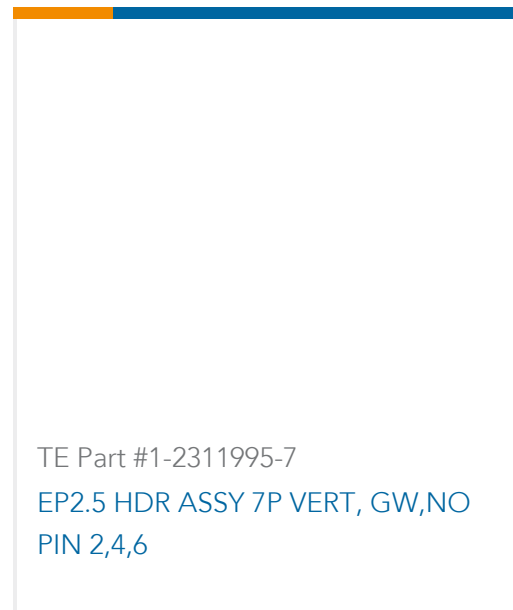 TE Part #1-2311995-7
EP2.5 HDR ASSY 7P VERT, GW,NO
PIN 2,4,6